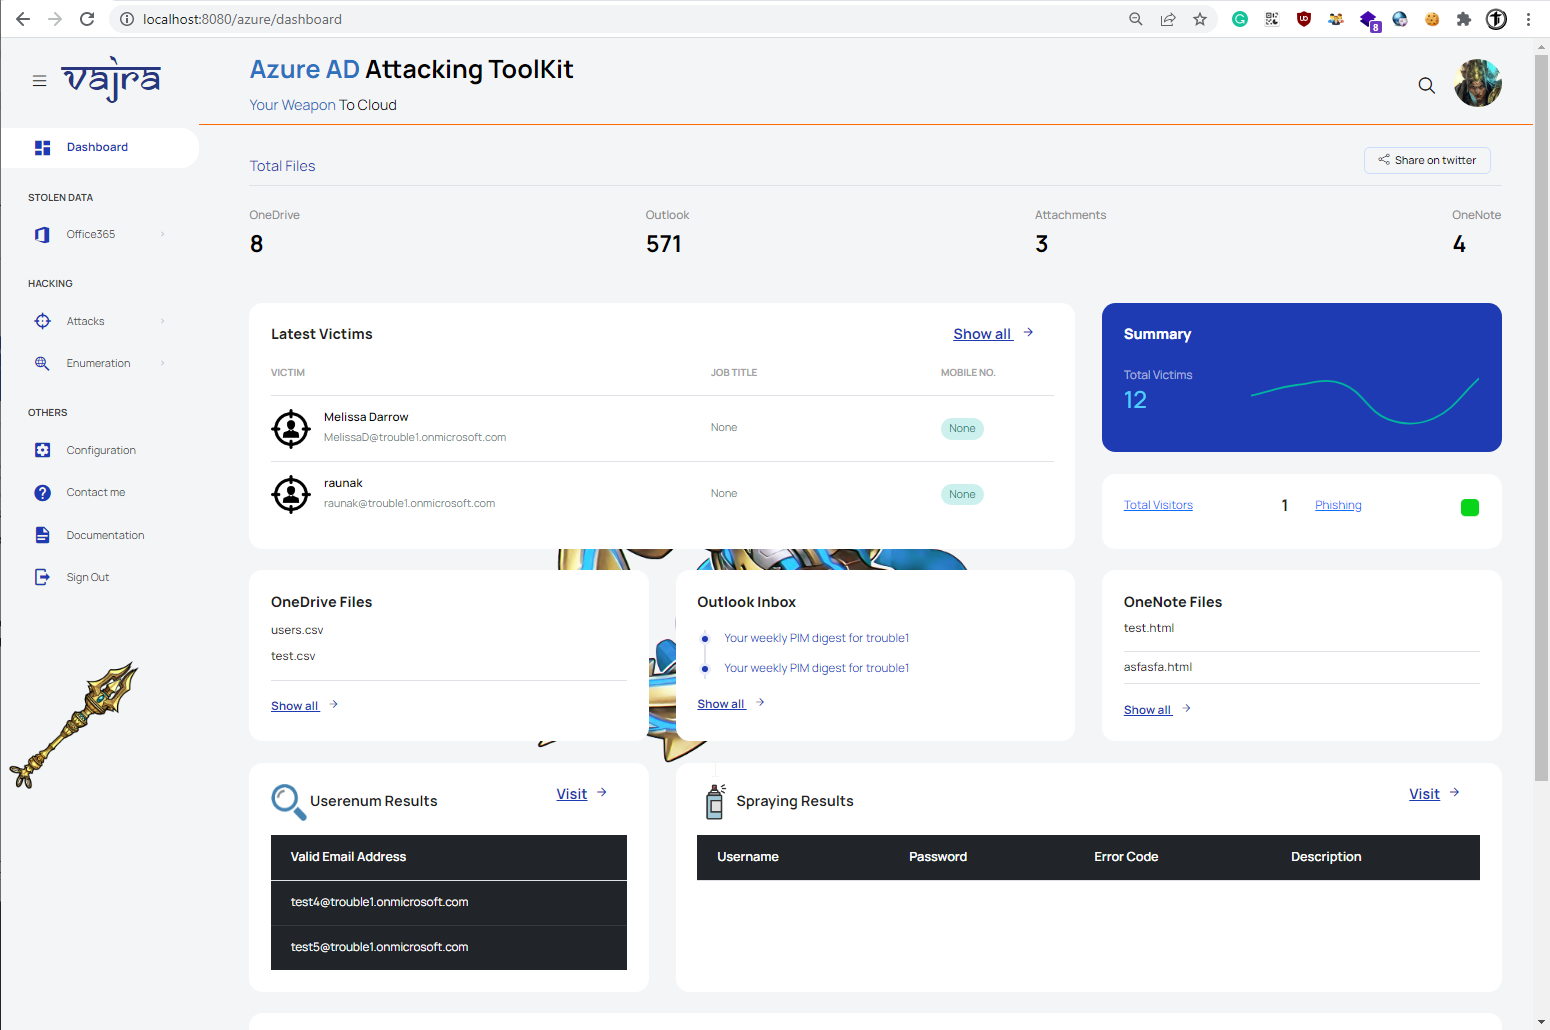 localhost:8080/azure/dashboard
8
vajra
Azure AD Attacking ToolKit
Your Weapon To Cloud
Dashboard
STOLEN DATA
Office365
HACKING
Attacks
Enumeration
OTHERS
Configuration
Contact me
Documentation
Sign Out
Total Files
Share on twitter
OneDrive
8
Outlook
571
Attachments
3
OneNote
4
Latest Victims
Show all
VICTIM
JOB TITLE
MOBILE NO.
Melissa Darrow
MelissaD@trouble1.onmicrosoft.com
None
None
raunak
raunak@trouble1.onmicrosoft.com
None
None
Summary
Total Victims
12
Total Visitors
1
Phishing
OneDrive Files
users.csv
test.csv
Show all
Outlook Inbox
Your weekly PIM digest for trouble1
Your weekly PIM digest for trouble1
Show all
OneNote Files
test.html
asfasfa.html
Show all
Userenum Results
Visit
Valid Email Address
test4@trouble1.onmicrosoft.com
test5@trouble1.onmicrosoft.com
Spraying Results
Visit
Username
Password
Error Code
Description